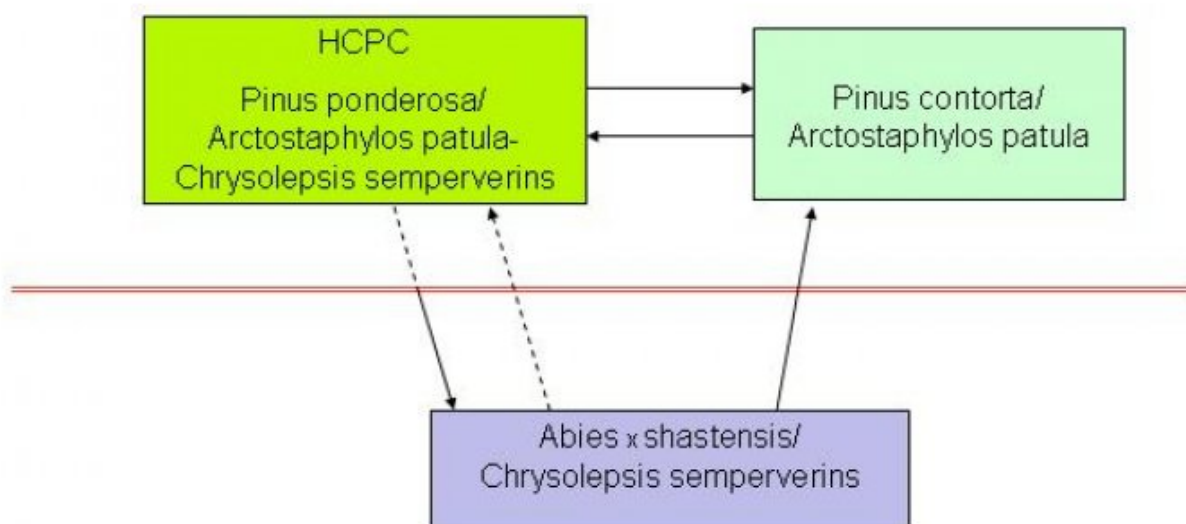 HCPC
Pinus ponderosa/
Arctostaphylos patula-
Chrysolepsis semperverins
Pinus contorta/
Arctostaphylos patula
Abies x shastensis/
Chrysolepsis semperverins